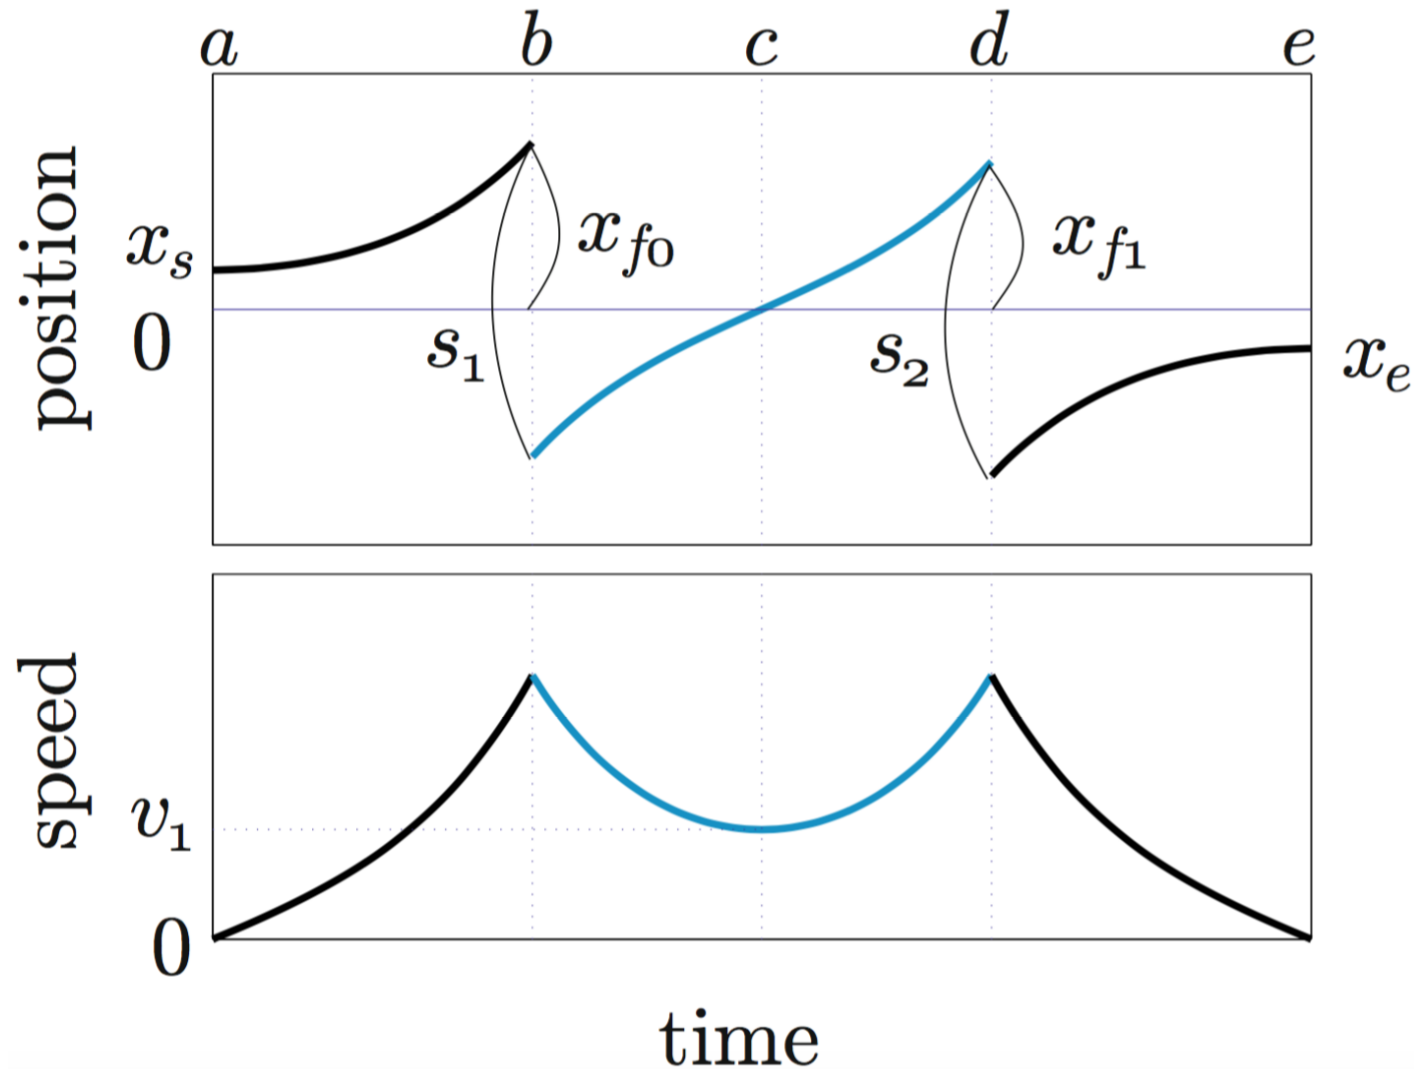 a b c d e
position
x_s
0
x_{f0}
s_1
x_{f1}
s_2
x_e
speed
v_1
0
time